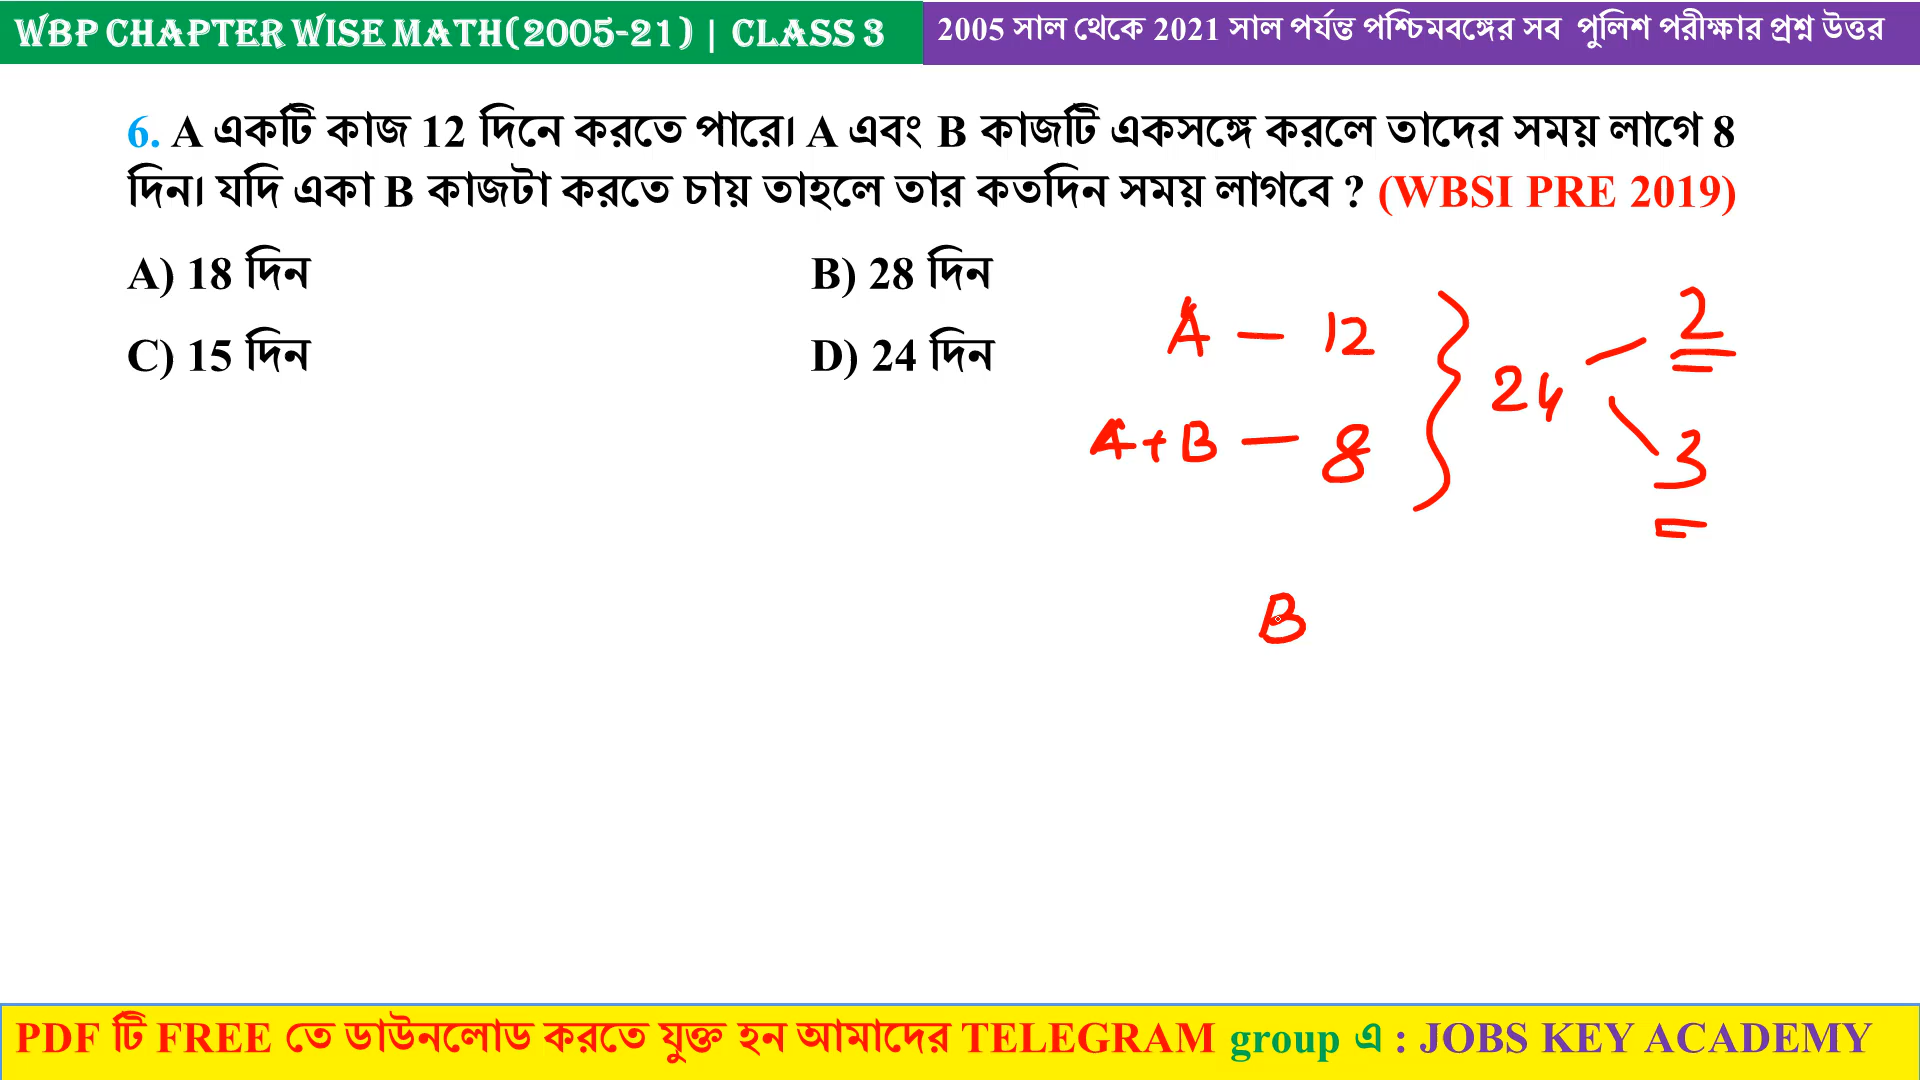 WBP CHAPTER WISE MATH(2005-21) | CLASS 3
2005 সাল থেকে 2021 সাল পর্যন্ত পশ্চিমবঙ্গের সব পুলিশ পরীক্ষার প্রশ্ন উত্তর
6. A একটি কাজ 12 দিনে করতে পারে। A এবং B কাজটি একসঙ্গে করলে তাদের সময় লাগে 8
দিন। যদি একা B কাজটা করতে চায় তাহলে তার কতদিন সময় লাগবে ? (WBSI PRE 2019)
A) 18 দিন
B) 28 দিন
C) 15 দিন
D) 24 দিন
A – 12
A+B – 8
24
2
3
B
PDF টি FREE তে ডাউনলোড করতে যুক্ত হন আমাদের TELEGRAM group এ : JOBS KEY ACADEMY